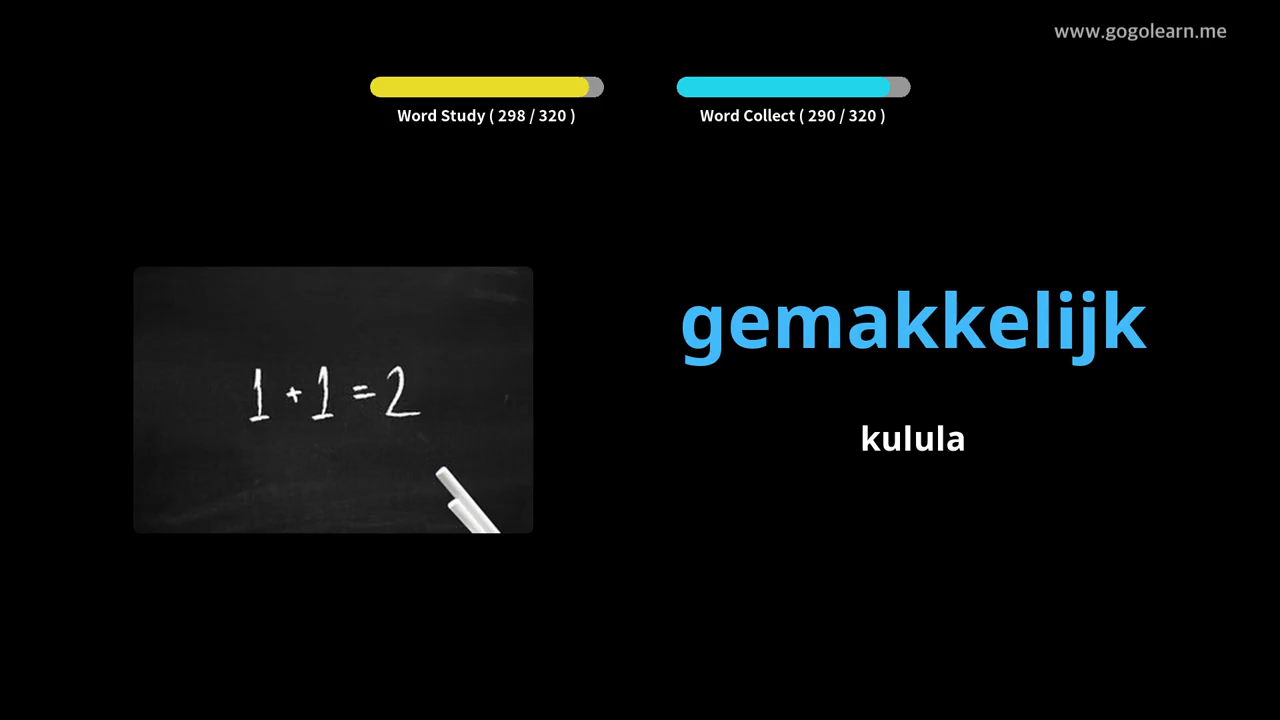 www.gogolearn.me
Word Study ( 298 / 320 )
Word Collect ( 290 / 320 )
1 + 1 = 2
gemakkelijk
kulula